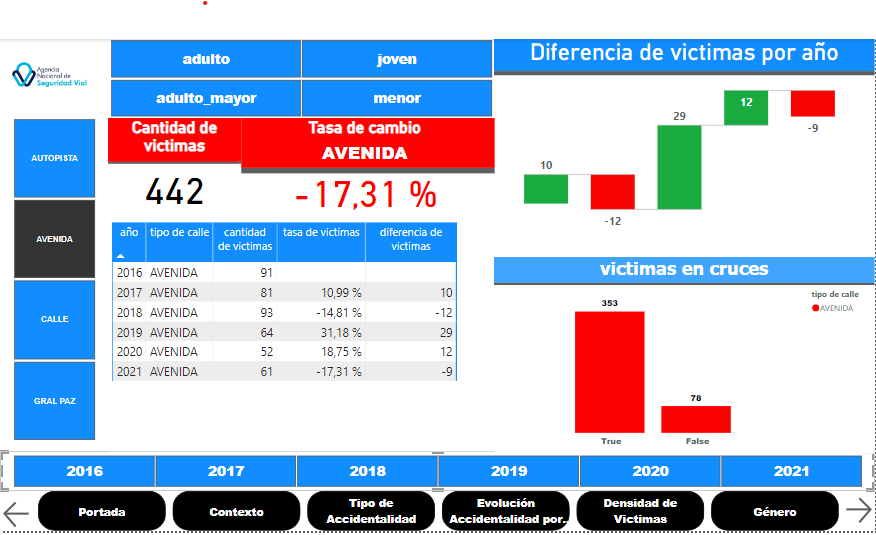 Agencia
Nacional de
Seguridad Vial
adulto
joven
adulto_mayor
menor
AUTOPISTA
AVENIDA
CALLE
GRAL PAZ
Cantidad de
victimas
442
Tasa de cambio
AVENIDA
-17,31 %
año tipo de calle cantidad de victimas tasa de victimas diferencia de victimas
2016 AVENIDA 91
2017 AVENIDA 81 10,99 % 10
2018 AVENIDA 93 -14,81 % -12
2019 AVENIDA 64 31,18 % 29
2020 AVENIDA 52 18,75 % 12
2021 AVENIDA 61 -17,31 % -9
Diferencia de victimas por año
10
-12
29
12
-9
victimas en cruces
tipo de calle
AVENIDA
353
78
True
False
2016
2017
2018
2019
2020
2021
Portada
Contexto
Tipo de
Accidentalidad
Evolución
Accidentalidad por...
Densidad de
Victimas
Género